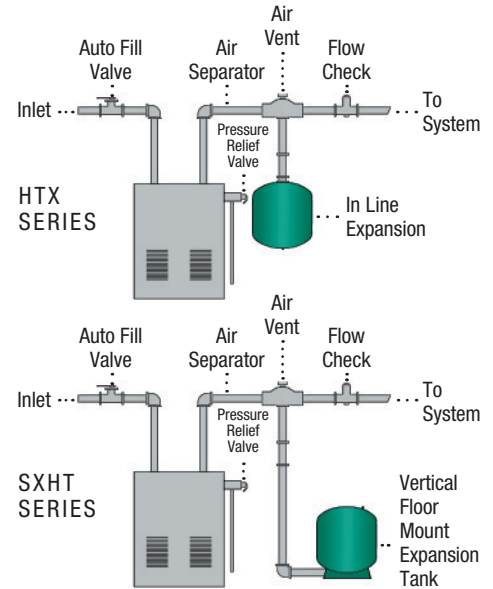 Air
Vent
Auto Fill
Valve
Air
Separator
Flow
Check
Inlet
To
System
Pressure
Relief
Valve
HTX
SERIES
In Line
Expansion
Air
Vent
Auto Fill
Valve
Air
Separator
Flow
Check
Inlet
To
System
Pressure
Relief
Valve
SXHT
SERIES
Vertical
Floor
Mount
Expansion
Tank